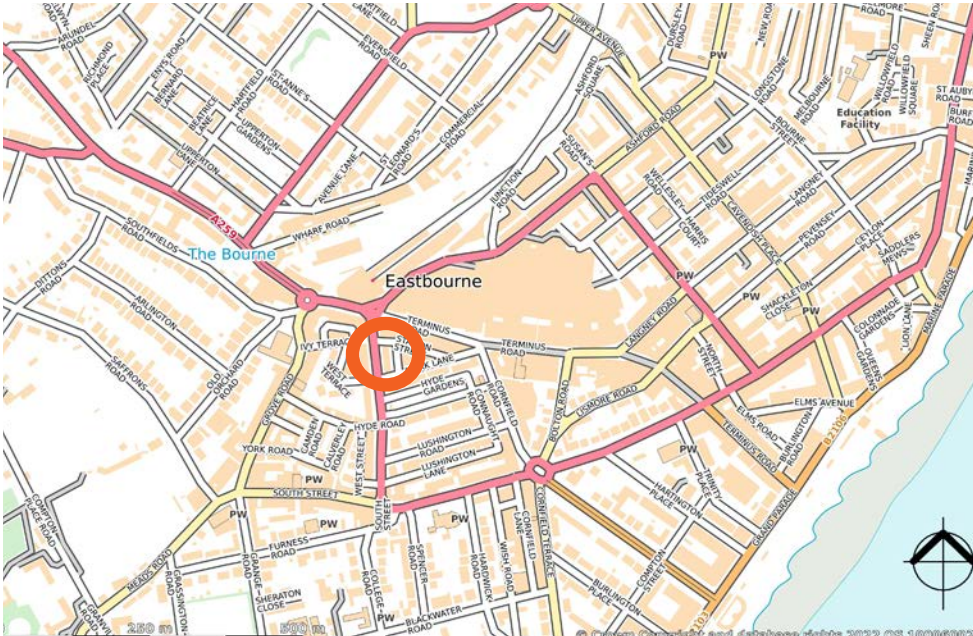 ARUNDEL
ROAD
RICHMOND
PLACE
ENYS ROAD
BERNARD
LANE
BEATRICE
LANE
HARTFIELD
ROAD
ST-ANNE'S
ROAD
EVERSFIELD
ROAD
UPPERTON
GARDENS
UPPERTON
LANE
AVENUE LANE
ST
LEONARD'S
ROAD
COMMERCIAL
ROAD
UPPER AVENUE
ASHFORD
SQUARE
DURSLEY
ROAD
PW
LONGSTONE
ROAD
MELBOURNE
ROAD
BOURNE
STREET
WILLOWFIELD
ROAD
WILLOWFIELD
SQUARE
SHEEN ROAD
Education
Facility
SUSAN'S
ROAD
ASHFORD ROAD
JUNCTION
ROAD
WHARF ROAD
A259
The Bourne
SOUTHFIELDS
ROAD
DITTONS
ROAD
ARLINGTON
ROAD
SAFFRONS
ROAD
OLD
ORCHARD
ROAD
Eastbourne
WELLESLEY
ROAD
HARRIS
COURT
TIDESWELL
ROAD
CAVENDISH PLACE
LANGNEY
ROAD
PEVENSEY
ROAD
CEYLON
PLACE
SADDLERS
MEWS
SHACKLETON
CLOSE
COLONNADE
GARDENS
LION LANE
MARINE PARADE
QUEENS
GARDENS
PW
PW
TERMINUS
ROAD
TERMINUS
ROAD
LANGNEY ROAD
IVY TERRACE
WEST
TERRACE
HYDE
GARDENS
CORNFIELD
ROAD
CONNAUGHT
ROAD
BOLTON ROAD
LISMORE ROAD
NORTH
STREET
ELMS AVENUE
ELMS ROAD
BURLINGTON
ROAD
B2106
TERMINUS ROAD
GROVE ROAD
CAMDEN
ROAD
CALVERLEY
ROAD
WEST STREET
HYDE ROAD
LUSHINGTON
ROAD
LUSHINGTON
LANE
YORK ROAD
SOUTH STREET
SOUTH
STREET
PW
TRINITY
PLACE
HARTINGTON
PLACE
GRAND PARADE
COMPTON
PLACE ROAD
PW
PW
PW
FURNESS
ROAD
MEADS ROAD
GRASSINGTON
ROAD
GRANGE
ROAD
SHERATON
CLOSE
COLLEGE
ROAD
SPENCER
ROAD
HARDWICK
ROAD
WISH ROAD
CORNFIELD
LANE
CORNFIELD TERRACE
COMPTON
STREET
BURLINGTON
PLACE
BLACKWATER
ROAD
PW
B2103
250 m
500 m